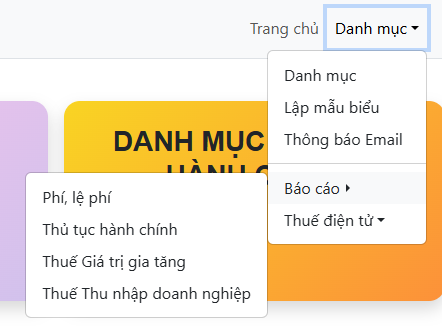 Trang chủ Danh mục
Danh mục
Lập mẫu biểu
Thông báo Email
DANH MỤC
HÀNH
Báo cáo
Thuế điện tử
Phí, lệ phí
Thủ tục hành chính
Thuế Giá trị gia tăng
Thuế Thu nhập doanh nghiệp